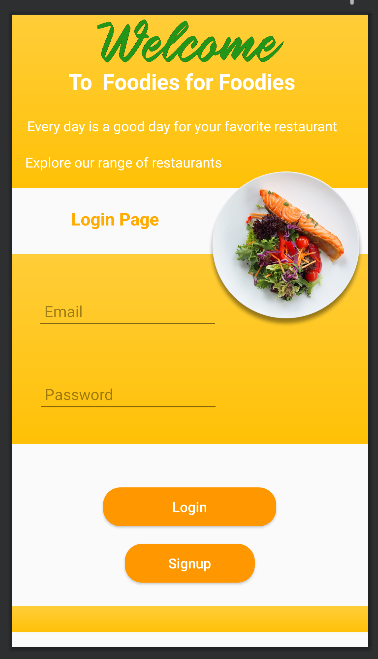 Welcome
To Foodies for Foodies
Every day is a good day for your favorite restaurant
Explore our range of restaurants
Login Page
Email
Password
Login
Signup